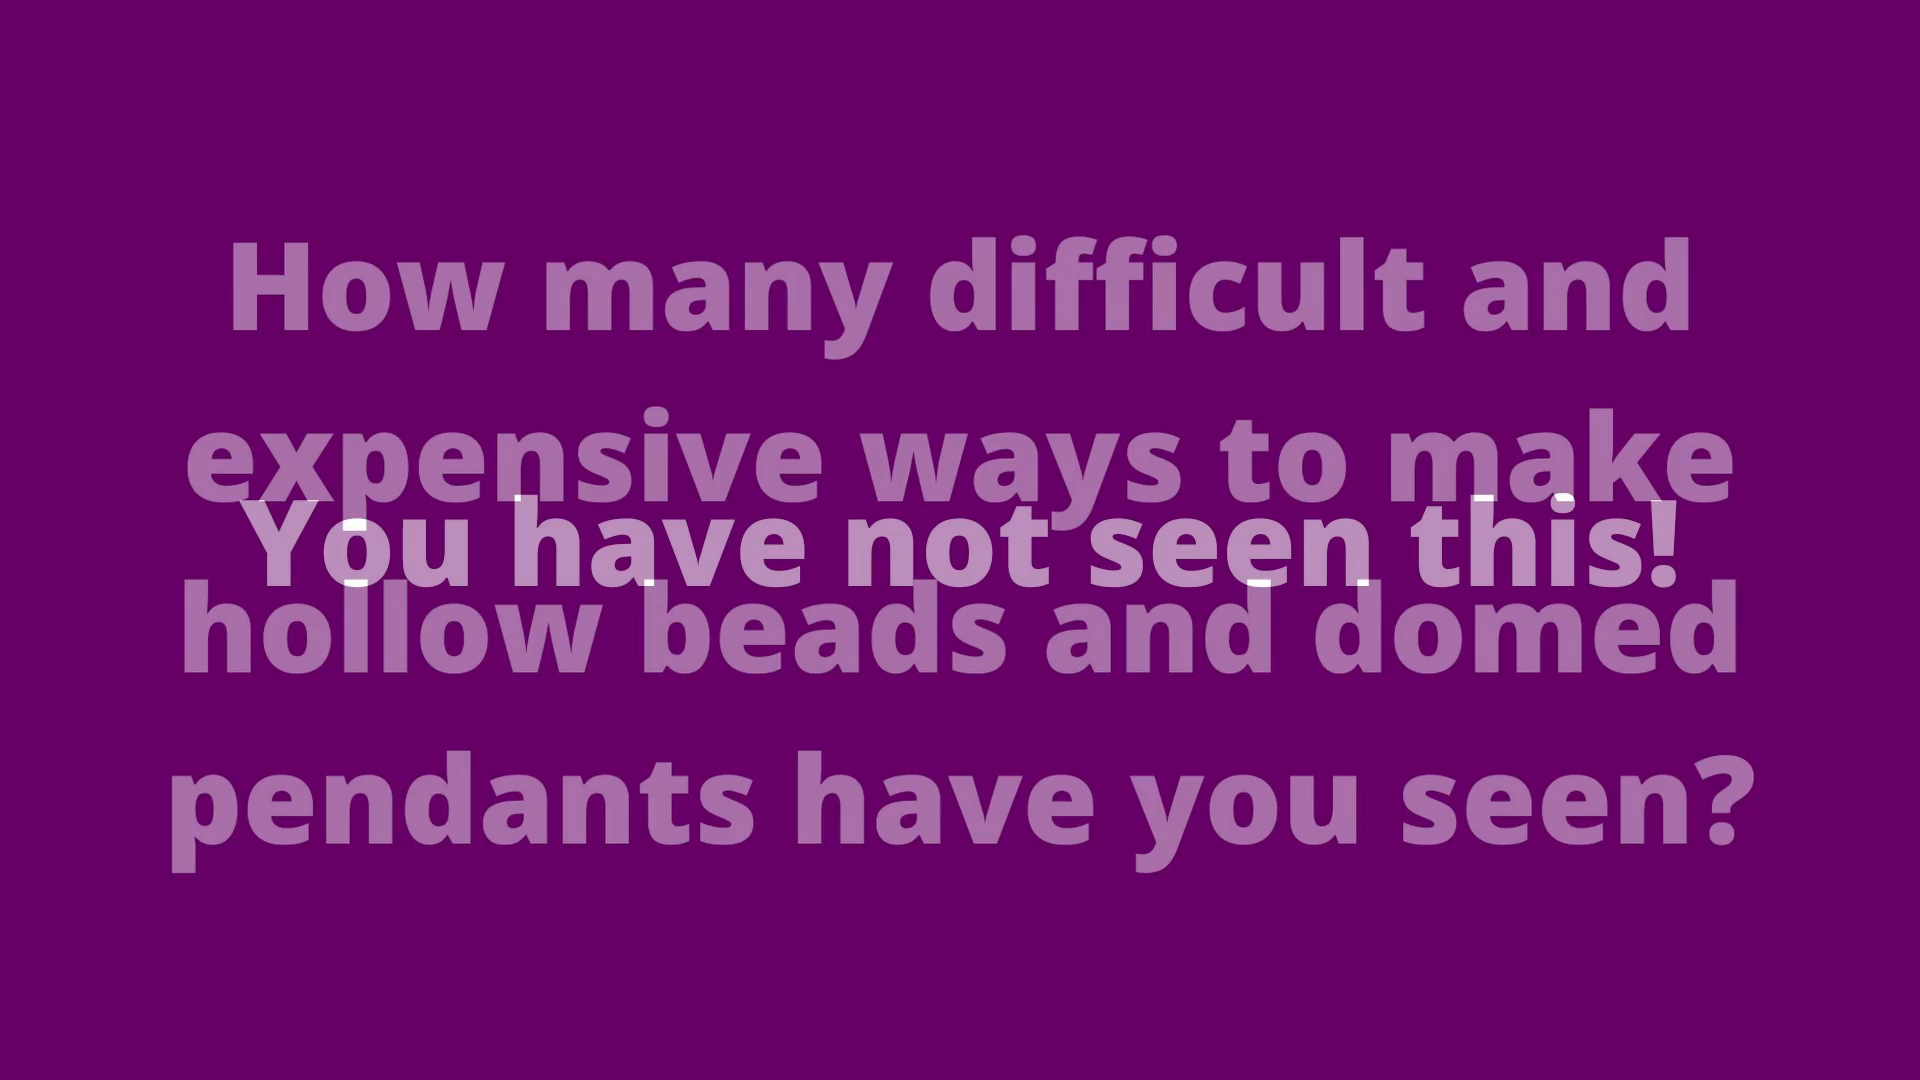 How many difficult and
expensive ways to make
You have not seen this!
hollow beads and domed
pendants have you seen?